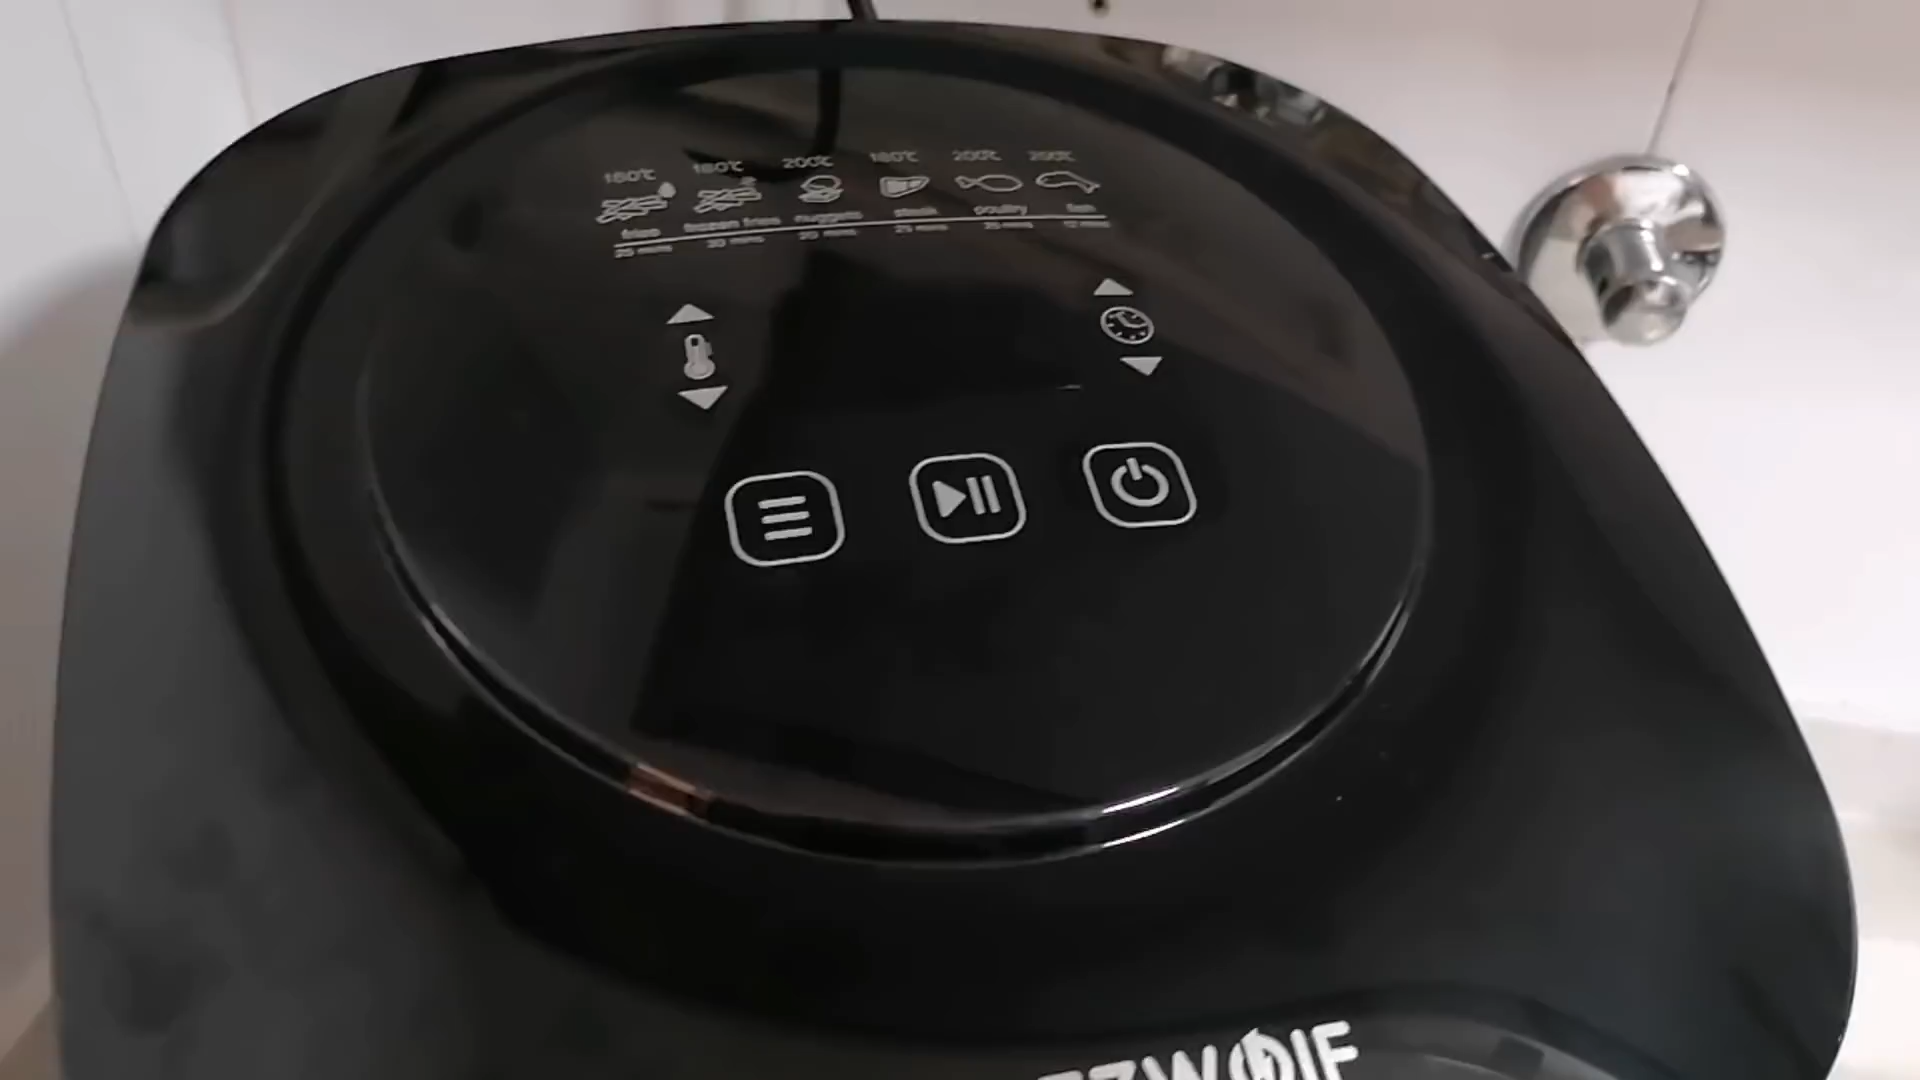 180℃ 180℃ 200℃ 180℃ 200℃ 200℃
fries frozen fries nuggets steak poultry fish
25 mins 20 mins 20 mins 25 mins mins 12 mins
ZWOLF